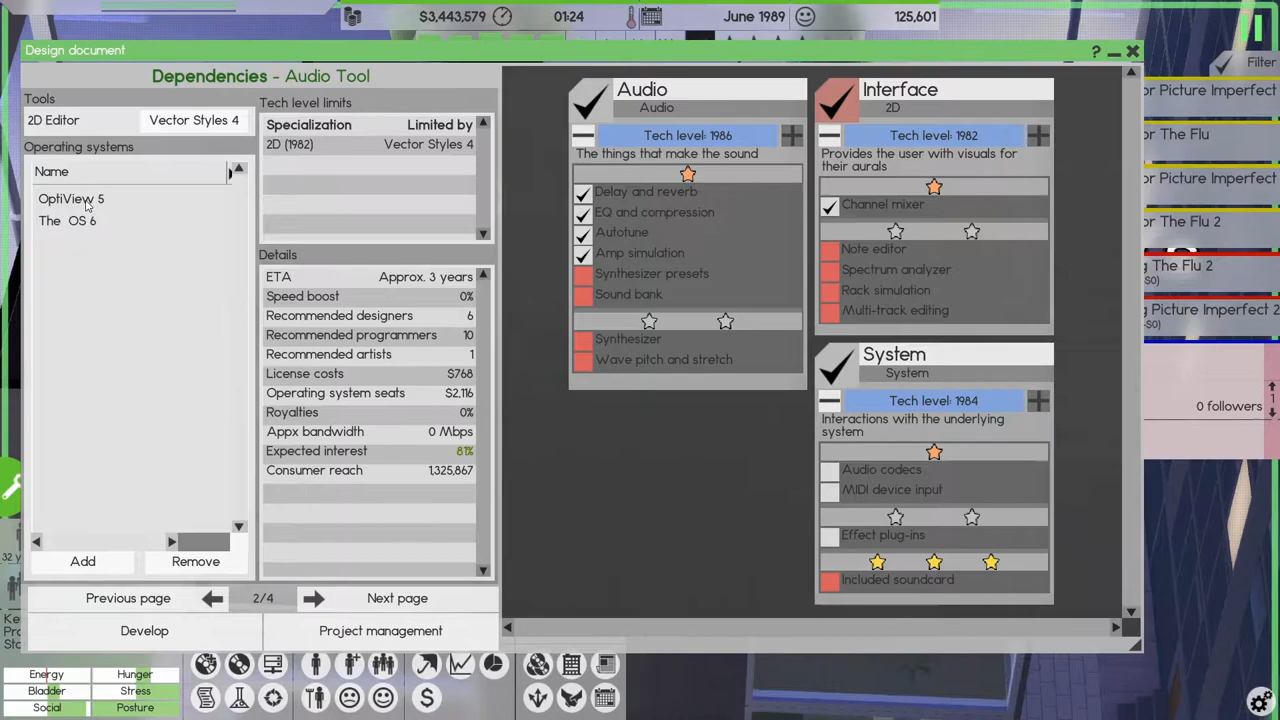 $3,443,579
01:24
June 1989
125,601
Design document
?
Filter
Dependencies - Audio Tool
Tools
2D Editor
Vector Styles 4
Operating systems
Name
OptiView 5
The OS 6
Add
Remove
Tech level limits
Specialization Limited by
2D (1982) Vector Styles 4
Details
ETA Approx. 3 years
Speed boost 0%
Recommended designers 6
Recommended programmers 10
Recommended artists 1
License costs $768
Operating system seats $2,116
Royalties 0%
Appx bandwidth 0 Mbps
Expected interest 81%
Consumer reach 1,325,867
Previous page
2/4
Next page
Develop
Project management
Audio
Audio
Tech level: 1986
The things that make the sound
Delay and reverb
EQ and compression
Autotune
Amp simulation
Synthesizer presets
Sound bank
Synthesizer
Wave pitch and stretch
Interface
2D
Tech level: 1982
Provides the user with visuals for
their aurals
Channel mixer
Note editor
Spectrum analyzer
Rack simulation
Multi-track editing
System
System
Tech level: 1984
Interactions with the underlying
system
Audio codecs
MIDI device input
Effect plug-ins
Included soundcard
or Picture Imperfect
or The Flu
or Picture Imperfect
or The Flu 2
g The Flu 2
$0)
g Picture Imperfect 2
-$0)
0 followers
1
32 y
Ke
Pro
Sta
Energy
Hunger
Bladder
Stress
Social
Posture
$